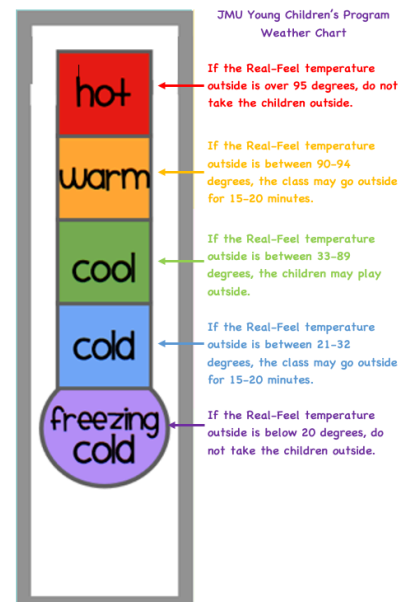 JMU Young Children's Program
Weather Chart
hot
If the Real-Feel temperature
outside is over 95 degrees, do not
take the children outside.
warm
If the Real-Feel temperature
outside is between 90-94
degrees, the class may go outside
for 15-20 minutes.
cool
If the Real-Feel temperature
outside is between 33-89
degrees, the children may play
outside.
cold
If the Real-Feel temperature
outside is between 21-32
degrees, the class may go outside
for 15-20 minutes.
freezing
cold
If the Real-Feel temperature
outside is below 20 degrees, do
not take the children outside.